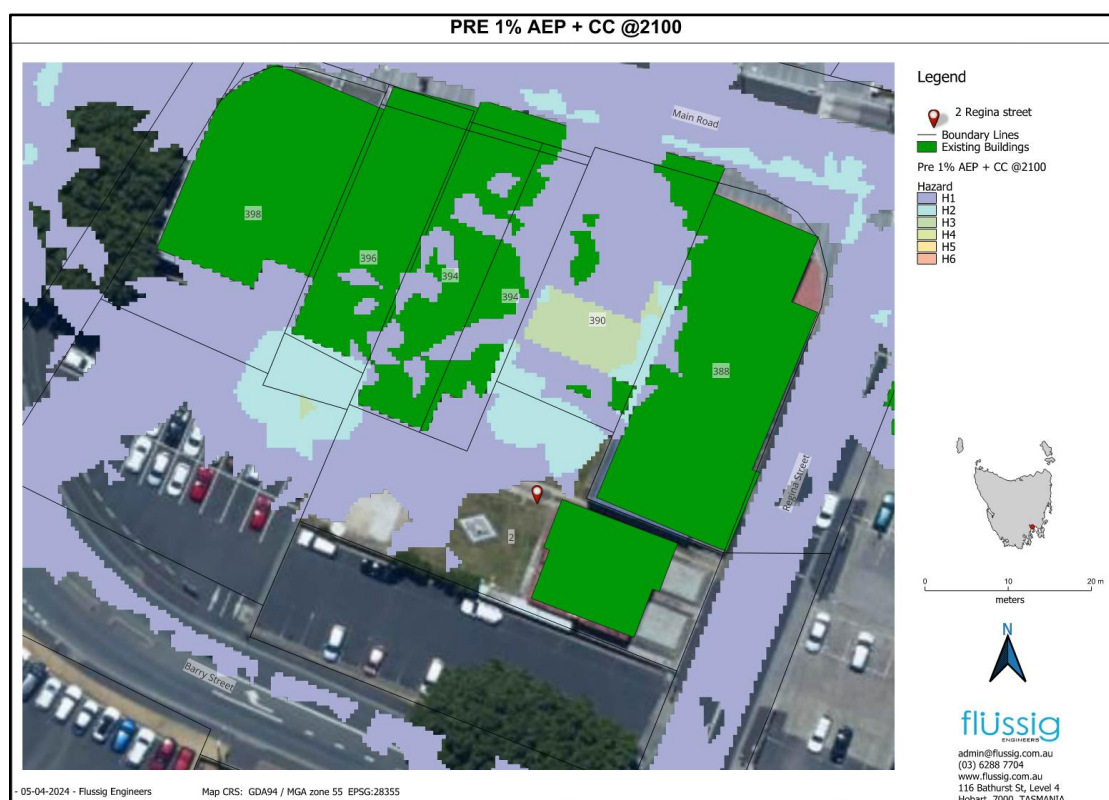 PRE 1% AEP + CC @2100
Main Road
398
396
394
394
390
388
2
Regina Street
Barry Street
Legend
2 Regina street
Boundary Lines
Existing Buildings
Pre 1% AEP + CC @2100
Hazard
H1
H2
H3
H4
H5
H6
0 10 20 m
meters
N
flüssig
ENGINEERS
admin@flussig.com.au
(03) 6288 7704
www.flussig.com.au
116 Bathurst St, Level 4
Hobart, 7000, TASMANIA
- 05-04-2024 - Flussig Engineers Map CRS: GDA94 / MGA zone 55 EPSG:28355